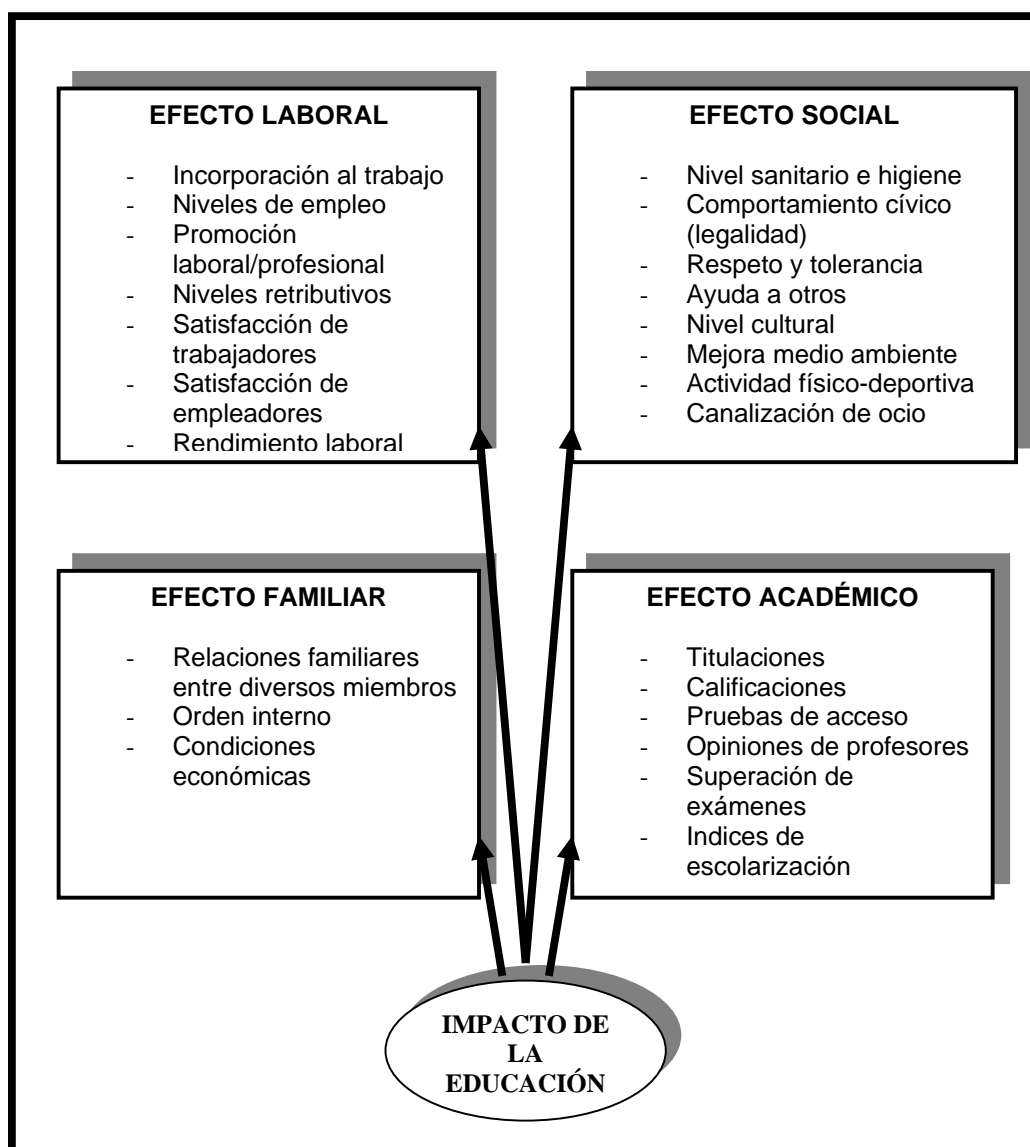 EFECTO LABORAL
- Incorporación al trabajo
- Niveles de empleo
- Promoción
laboral/profesional
- Niveles retributivos
- Satisfacción de
trabajadores
- Satisfacción de
empleadores
- Rendimiento laboral
EFECTO SOCIAL
- Nivel sanitario e higiene
- Comportamiento cívico
(legalidad)
- Respeto y tolerancia
- Ayuda a otros
- Nivel cultural
- Mejora medio ambiente
- Actividad físico-deportiva
- Canalización de ocio
EFECTO FAMILIAR
- Relaciones familiares
entre diversos miembros
- Orden interno
- Condiciones
económicas
EFECTO ACADÉMICO
- Titulaciones
- Calificaciones
- Pruebas de acceso
- Opiniones de profesores
- Superación de
exámenes
- Indices de
escolarización
IMPACTO DE
LA
EDUCACIÓN